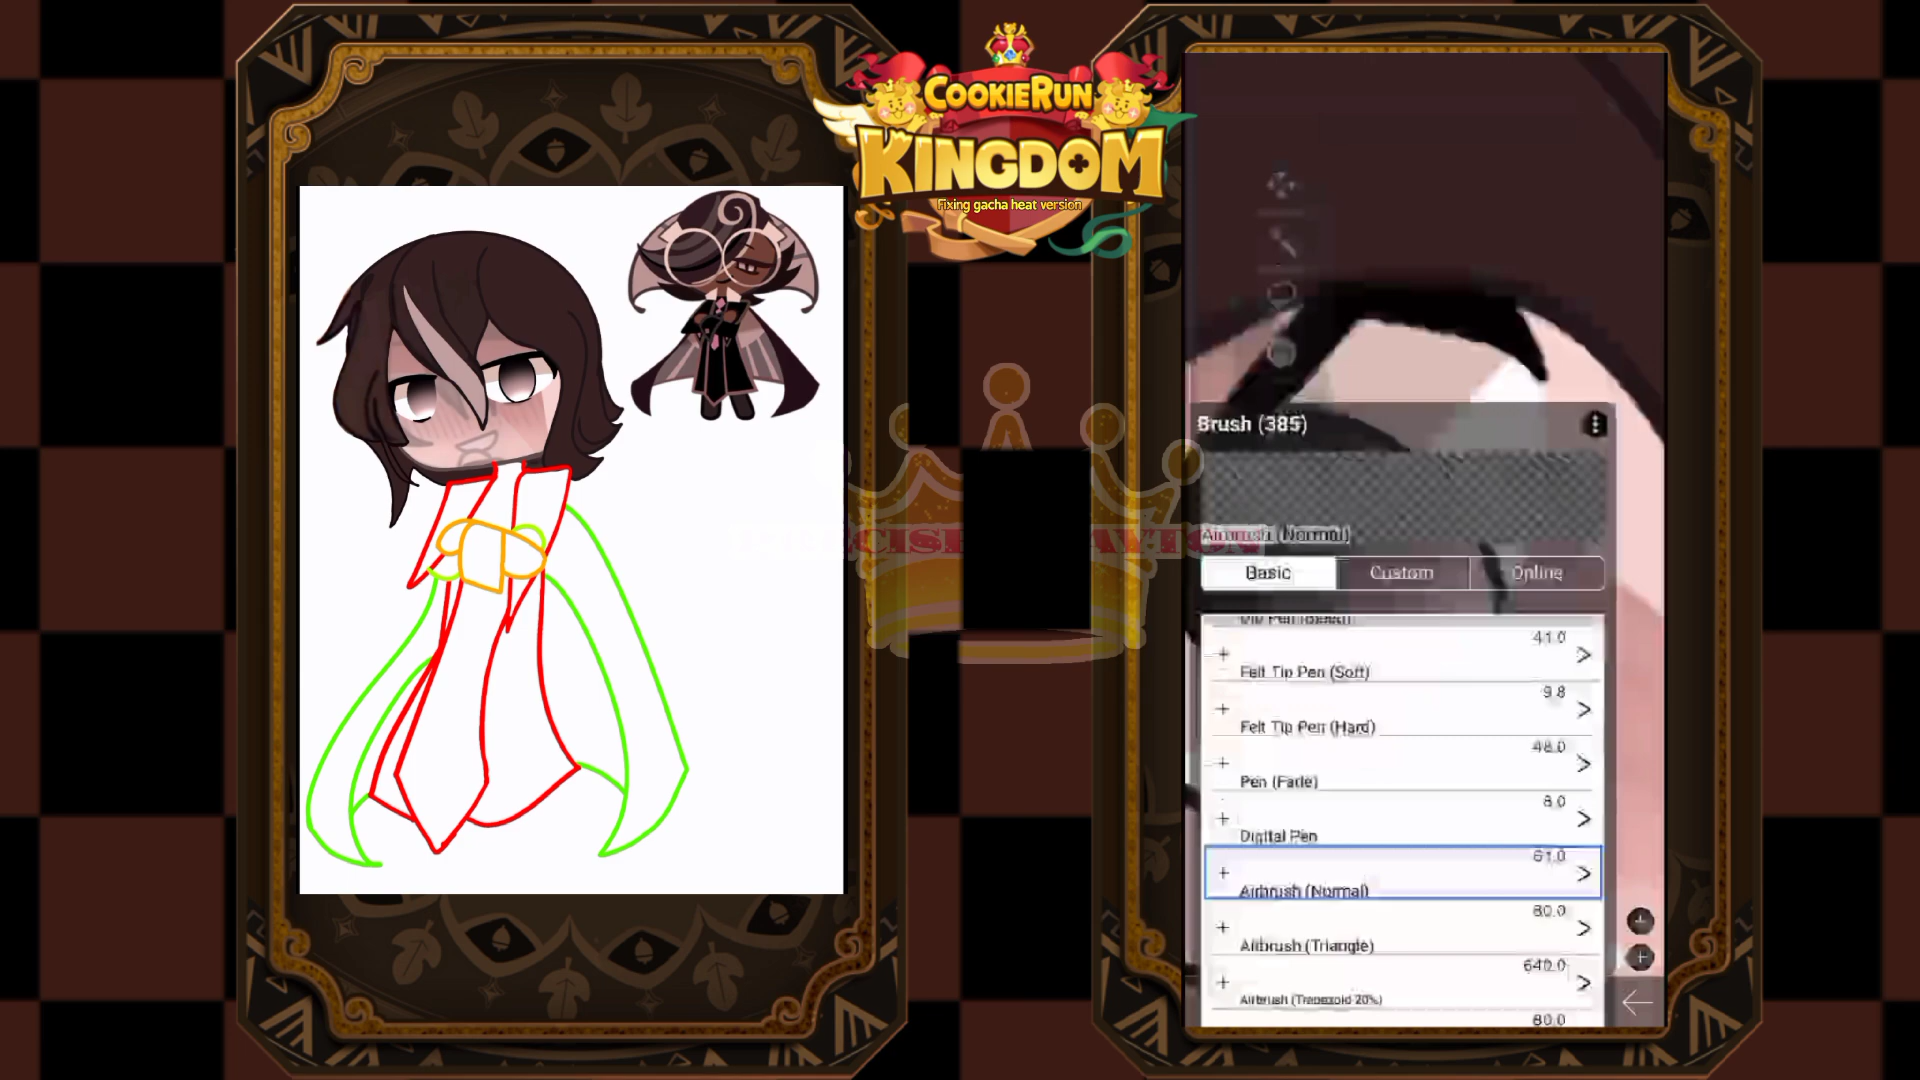 COOKIERUN
KINGDOM
Fixing gacha heat version
Brush (385)
Airbrush (Normal)
Basic
Custom
Online
41.0
Felt Tip Pen (Soft)
9.8
Felt Tip Pen (Hard)
48.0
Pen (Fade)
8.0
Digital Pen
61.0
Airbrush (Normal)
80.0
Airbrush (Triangle)
640.0
Airbrush (Trapezoid 20%)
80.0